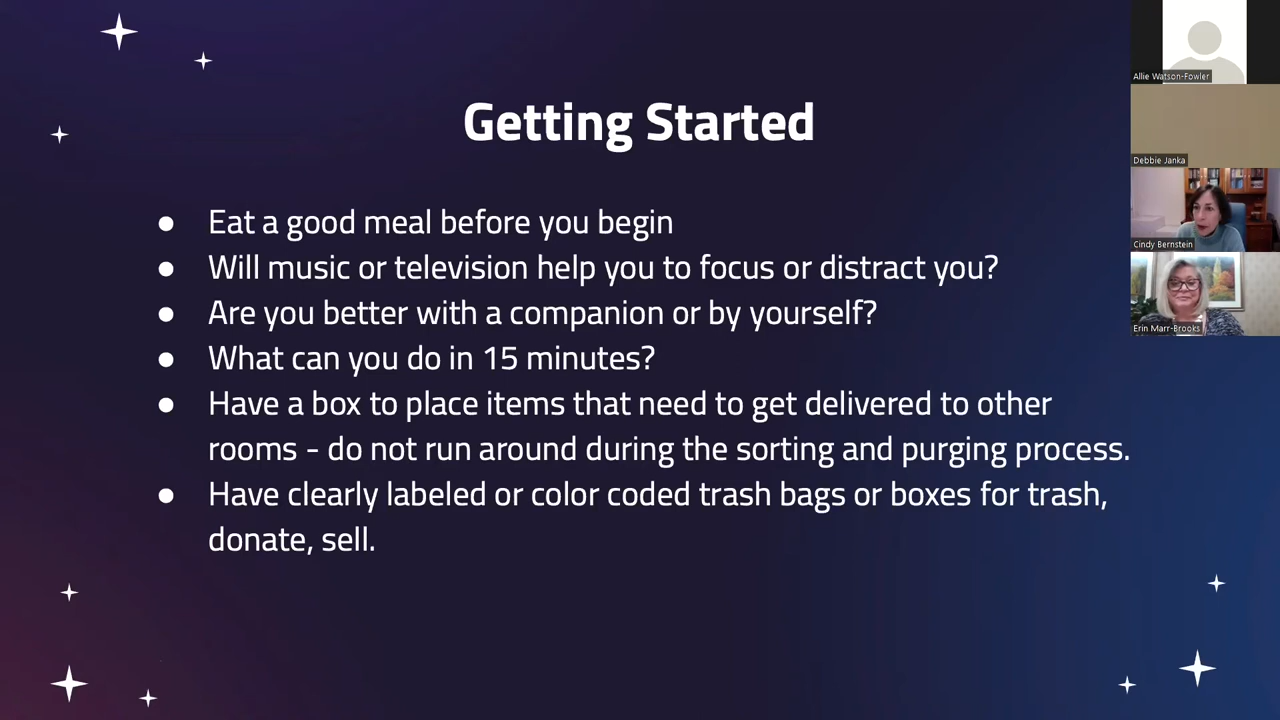 Getting Started
● Eat a good meal before you begin
● Will music or television help you to focus or distract you?
● Are you better with a companion or by yourself?
● What can you do in 15 minutes?
● Have a box to place items that need to get delivered to other
rooms - do not run around during the sorting and purging process.
● Have clearly labeled or color coded trash bags or boxes for trash,
donate, sell.
Allie Watson-Fowler
Debbie Janka
Cindy Bernstein
Erin Marr-Brooks